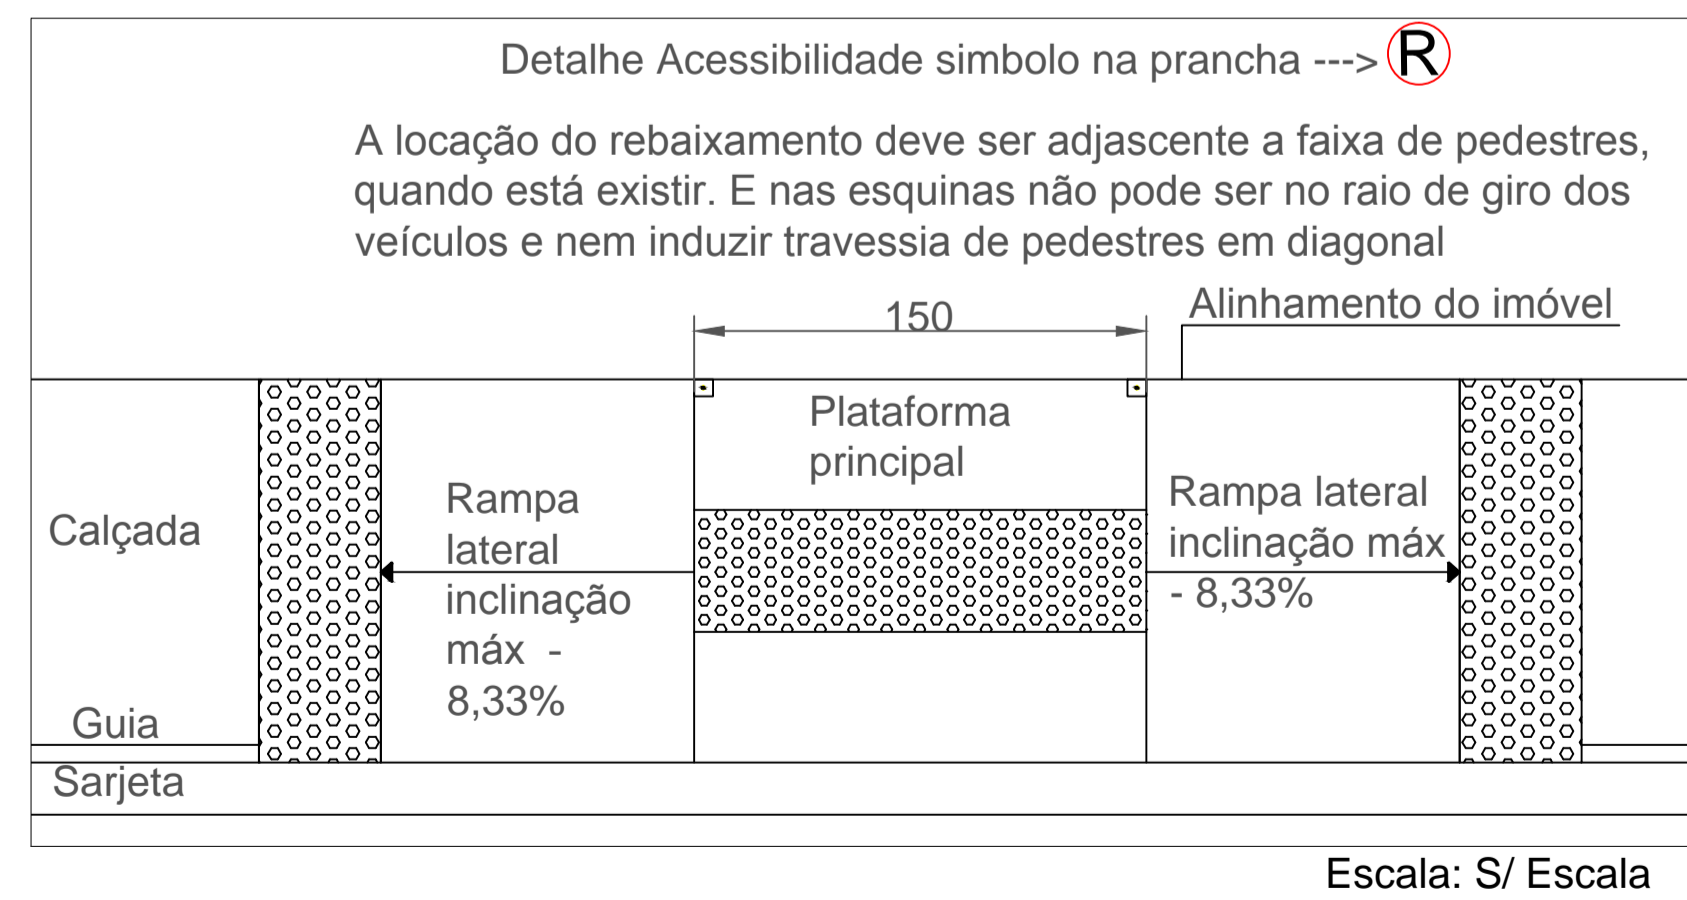 Detalhe Acessibilidade simbolo na prancha ---> R
A locação do rebaixamento deve ser adjascente a faixa de pedestres,
quando está existir. E nas esquinas não pode ser no raio de giro dos
veículos e nem induzir travessia de pedestres em diagonal
150
Alinhamento do imóvel
Plataforma
principal
Calçada
Rampa
lateral
inclinação
máx -
8,33%
Rampa lateral
inclinação máx
- 8,33%
Guia
Sarjeta
Escala: S/ Escala